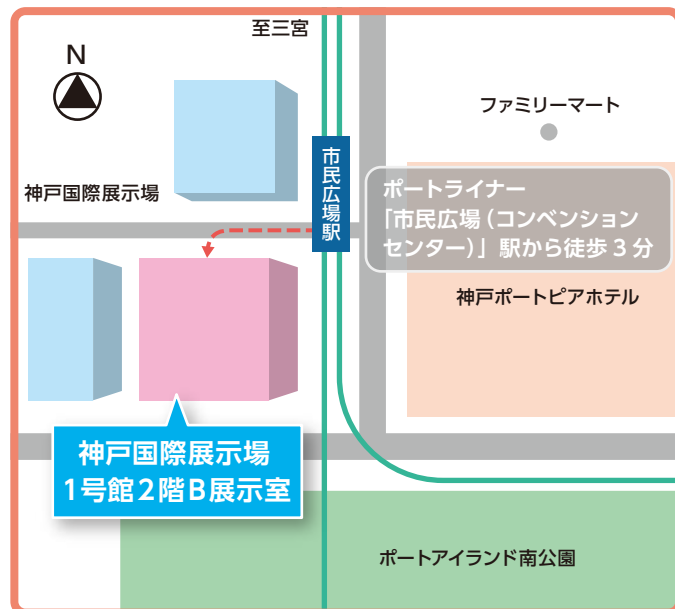 至三宮
N
ファミリーマート
市民広場駅
神戸国際展示場
ポートライナー
「市民広場（コンベンション
センター）」駅から徒歩３分
神戸ポートピアホテル
神戸国際展示場
1号館２階Ｂ展示室
ポートアイランド南公園